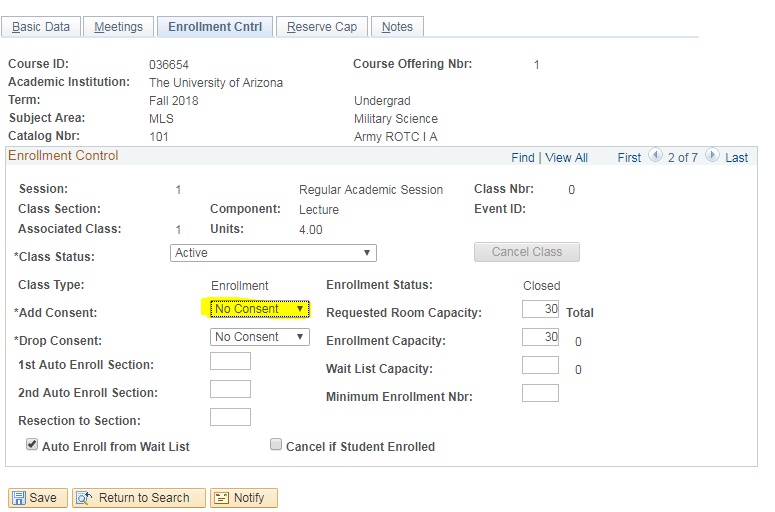 Basic Data Meetings Enrollment Cntrl Reserve Cap Notes
Course ID: 036654 Course Offering Nbr: 1
Academic Institution: The University of Arizona
Term: Fall 2018 Undergrad
Subject Area: MLS Military Science
Catalog Nbr: 101 Army ROTC I A
Enrollment Control Find | View All First 2 of 7 Last
Session: 1 Regular Academic Session Class Nbr: 0
Class Section: Component: Lecture Event ID:
Associated Class: 1 Units: 4.00
*Class Status: Active Cancel Class
Class Type: Enrollment Enrollment Status: Closed
*Add Consent: No Consent Requested Room Capacity: 30 Total
*Drop Consent: No Consent Enrollment Capacity: 30 0
1st Auto Enroll Section: Wait List Capacity: 0
2nd Auto Enroll Section: Minimum Enrollment Nbr:
Resection to Section:
Auto Enroll from Wait List Cancel if Student Enrolled
Save Return to Search Notify